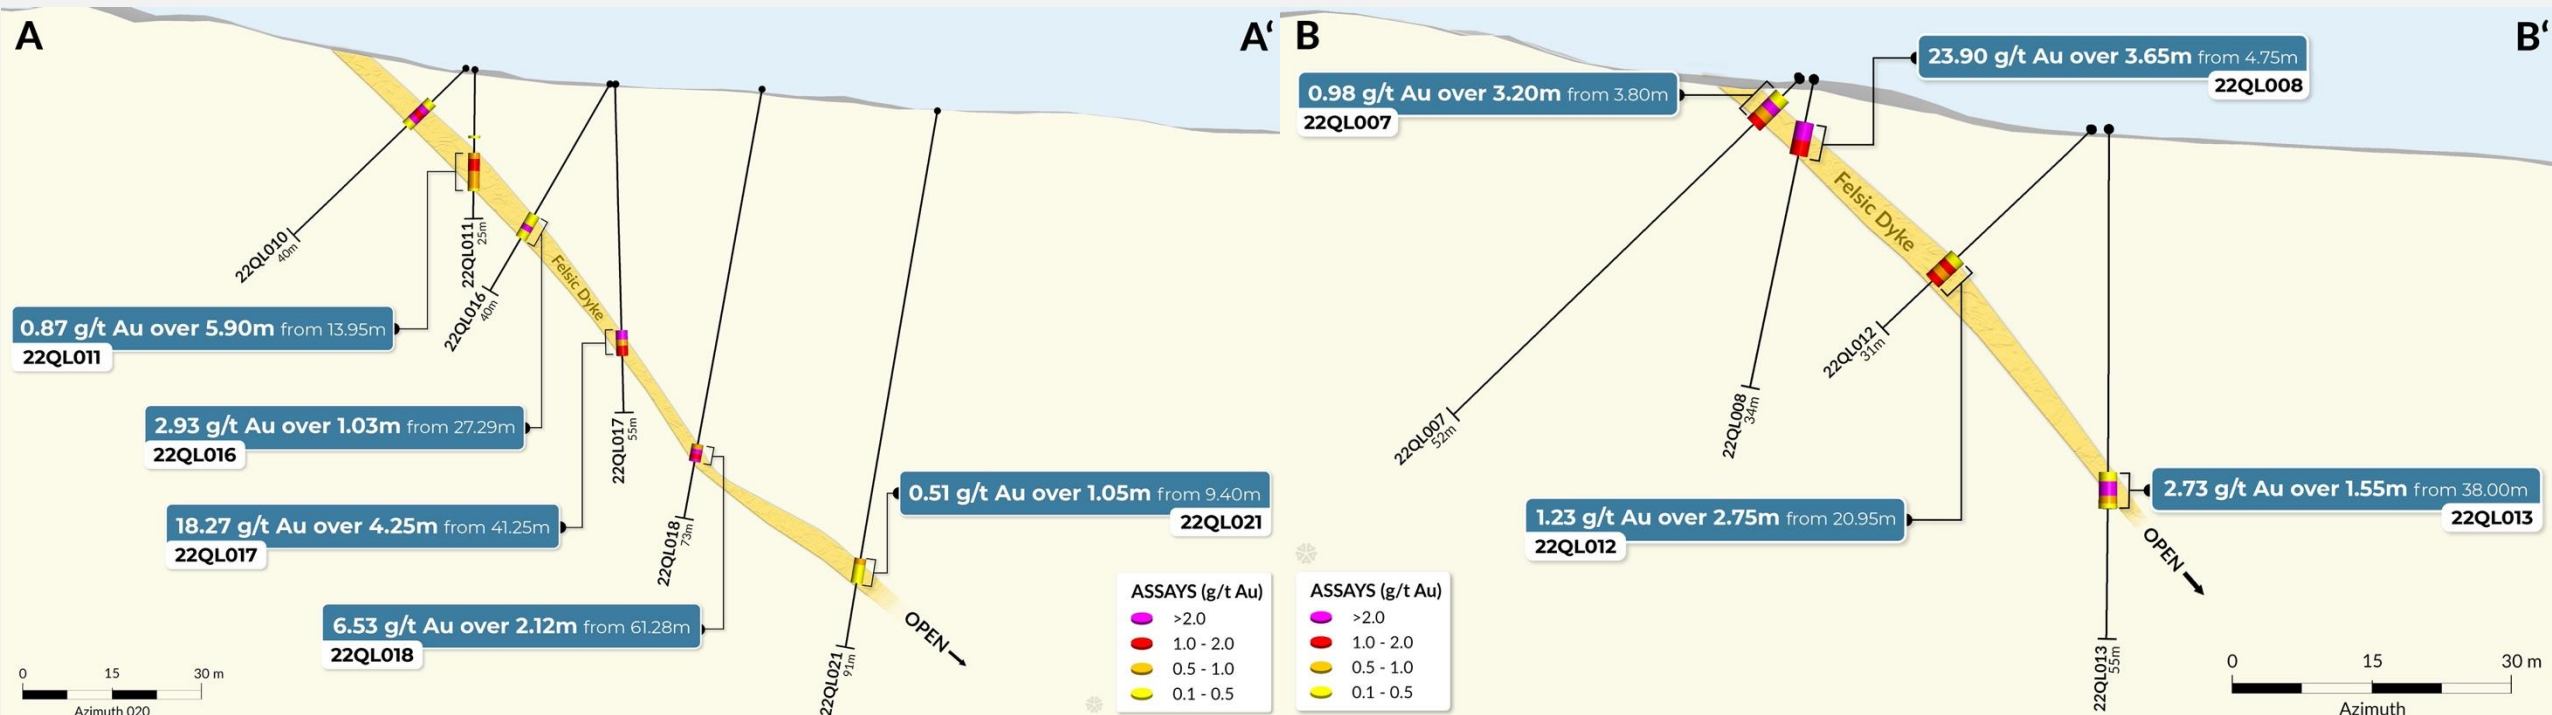 A
A‘
22QL010
40m
22QL011
25m
22QL016
40m
Felsic Dyke
22QL017
55m
22QL018
73m
22QL021
91m
0.87 g/t Au over 5.90m from 13.95m
22QL011
2.93 g/t Au over 1.03m from 27.29m
22QL016
18.27 g/t Au over 4.25m from 41.25m
22QL017
6.53 g/t Au over 2.12m from 61.28m
22QL018
0.51 g/t Au over 1.05m from 9.40m
22QL021
OPEN
ASSAYS (g/t Au)
>2.0
1.0 - 2.0
0.5 - 1.0
0.1 - 0.5
0 15 30 m
Azimuth 020
B
B‘
0.98 g/t Au over 3.20m from 3.80m
22QL007
23.90 g/t Au over 3.65m from 4.75m
22QL008
Felsic Dyke
22QL007
52m
22QL008
34m
22QL012
31m
22QL013
55m
1.23 g/t Au over 2.75m from 20.95m
22QL012
2.73 g/t Au over 1.55m from 38.00m
22QL013
OPEN
ASSAYS (g/t Au)
>2.0
1.0 - 2.0
0.5 - 1.0
0.1 - 0.5
0 15 30 m
Azimuth